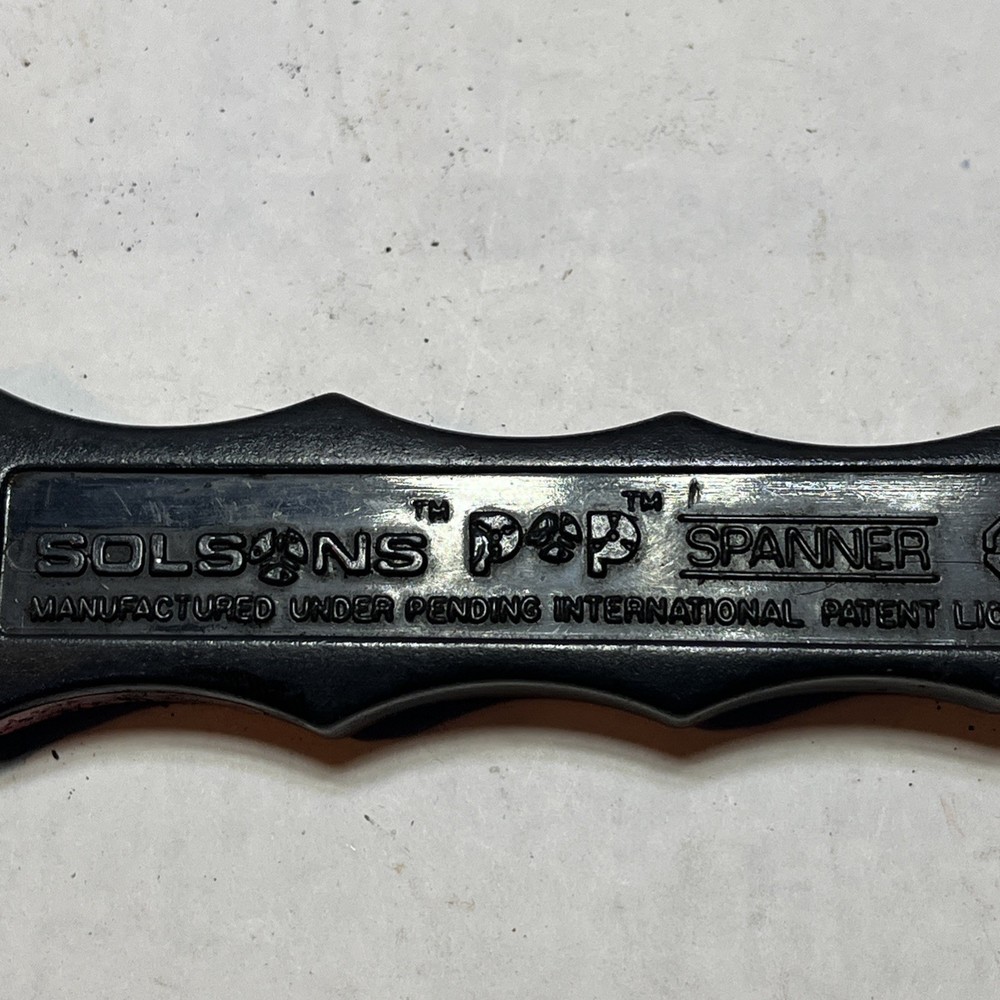 SOLSONS™ POP™ SPANNER
MANUFACTURED UNDER PENDING INTERNATIONAL PATENT